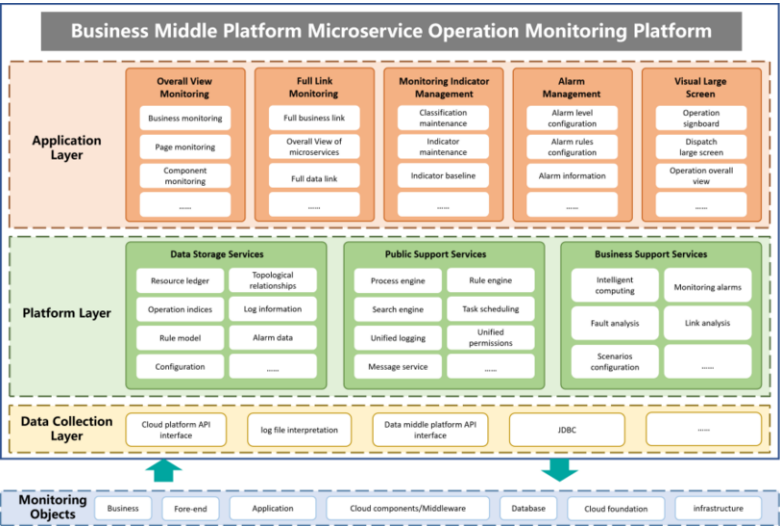 Business Middle Platform Microservice Operation Monitoring Platform
Application
Layer
Overall View
Monitoring
Business monitoring
Page monitoring
Component
monitoring
......
Full Link
Monitoring
Full business link
Overall View of
microservices
Full data link
......
Monitoring Indicator
Management
Classification
maintenance
Indicator
maintenance
Indicator baseline
......
Alarm
Management
Alarm level
configuration
Alarm rules
configuration
Alarm information
......
Visual Large
Screen
Operation
signboard
Dispatch
large screen
Operation overall
view
......
Platform Layer
Data Storage Services
Resource ledger
Topological
relationships
Operation indices
Log information
Rule model
Alarm data
Configuration
......
Public Support Services
Process engine
Rule engine
Search engine
Task scheduling
Unified logging
Unified
permissions
Message service
......
Business Support Services
Intelligent
computing
Monitoring alarms
Fault analysis
Link analysis
Scenarios
configuration
......
Data Collection
Layer
Cloud platform API
interface
log file interpretation
Data middle platform API
interface
JDBC
......
Monitoring
Objects
Business
Fore-end
Application
Cloud components/Middleware
Database
Cloud foundation
infrastructure